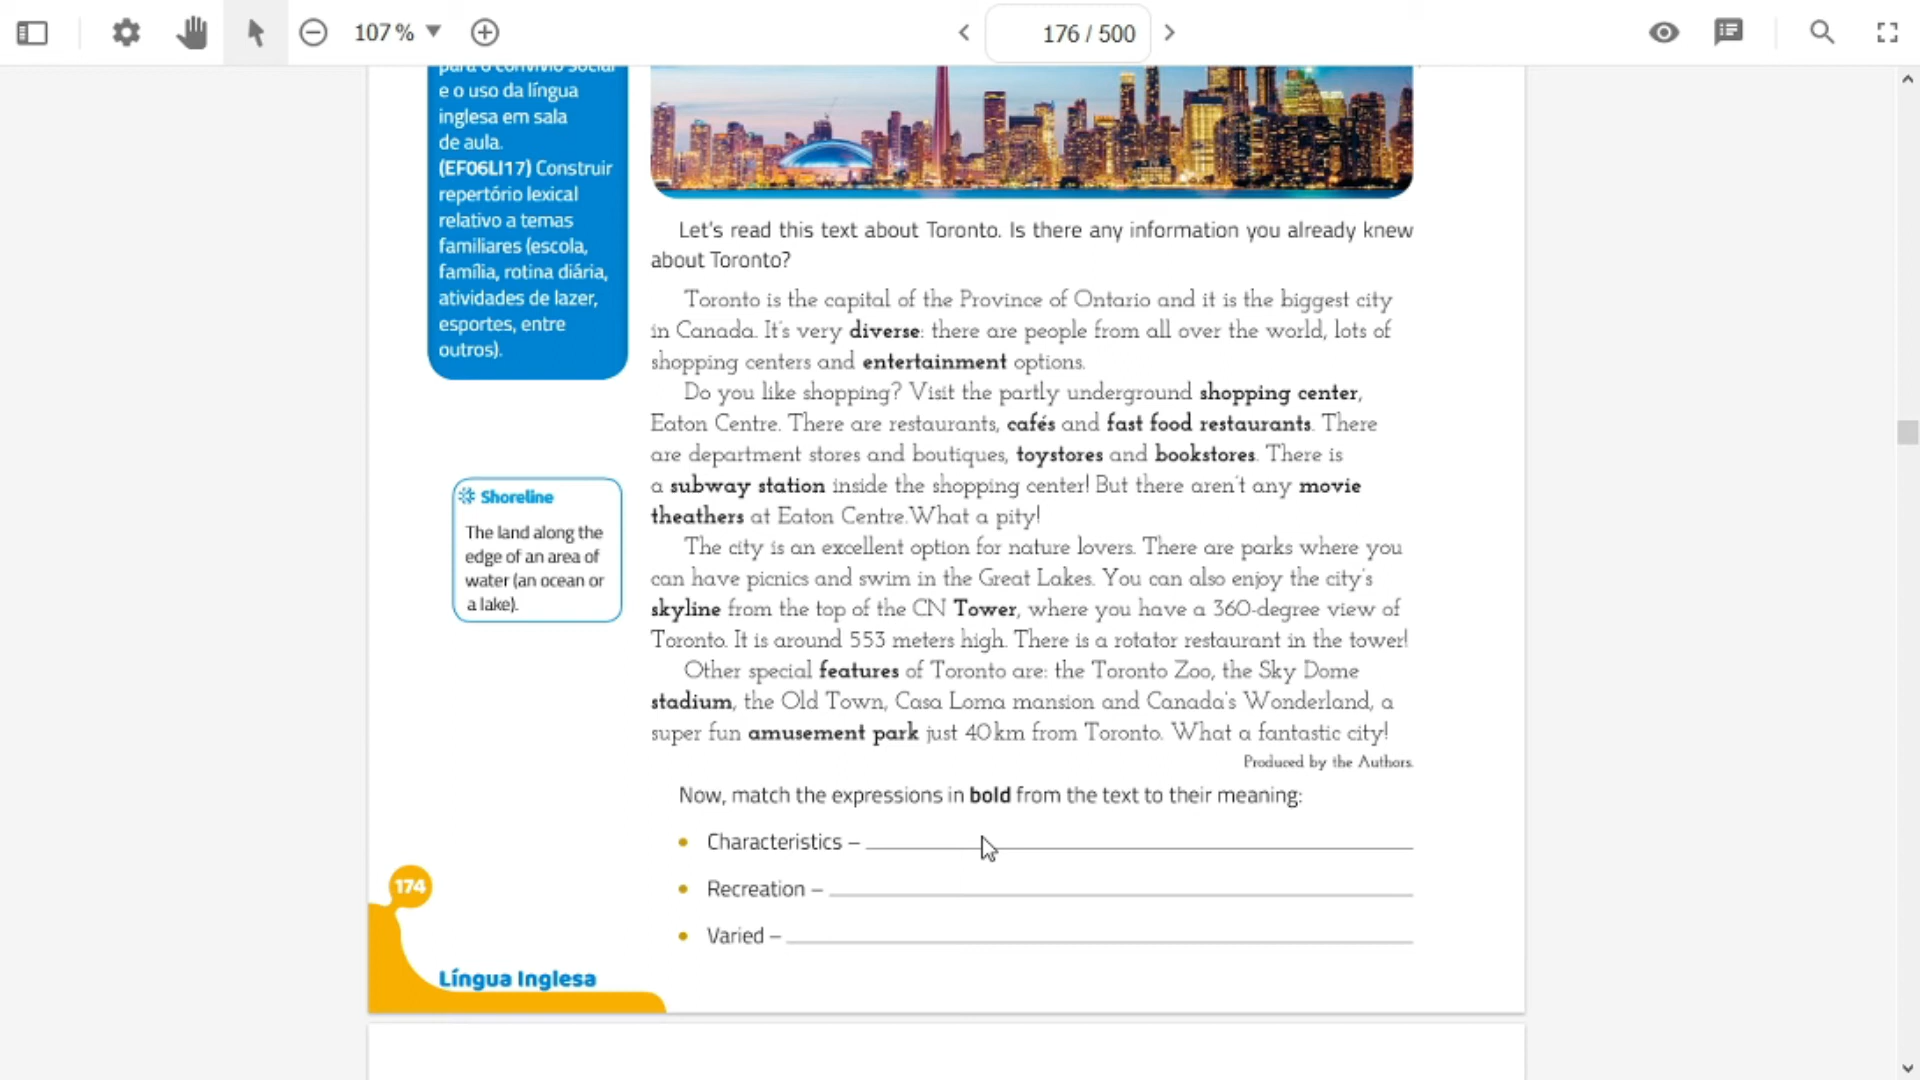 107 %
176 / 500
para o convívio social
e o uso da língua
inglesa em sala
de aula.
(EF06LI17) Construir
repertório lexical
relativo a temas
familiares (escola,
família, rotina diária,
atividades de lazer,
esportes, entre
outros).
Shoreline
The land along the
edge of an area of
water (an ocean or
a lake).
Let's read this text about Toronto. Is there any information you already knew
about Toronto?
Toronto is the capital of the Province of Ontario and it is the biggest city
in Canada. It's very diverse: there are people from all over the world, lots of
shopping centers and entertainment options.
Do you like shopping? Visit the partly underground shopping center,
Eaton Centre. There are restaurants, cafés and fast food restaurants. There
are department stores and boutiques, toystores and bookstores. There is
a subway station inside the shopping center! But there aren't any movie
theathers at Eaton Centre.What a pity!
The city is an excellent option for nature lovers. There are parks where you
can have picnics and swim in the Great Lakes. You can also enjoy the city's
skyline from the top of the CN Tower, where you have a 360-degree view of
Toronto. It is around 553 meters high. There is a rotator restaurant in the tower!
Other special features of Toronto are: the Toronto Zoo, the Sky Dome
stadium, the Old Town, Casa Loma mansion and Canada's Wonderland, a
super fun amusement park just 40km from Toronto. What a fantastic city!
Produced by the Authors.
Now, match the expressions in bold from the text to their meaning:
• Characteristics –
• Recreation –
• Varied –
174
Língua Inglesa